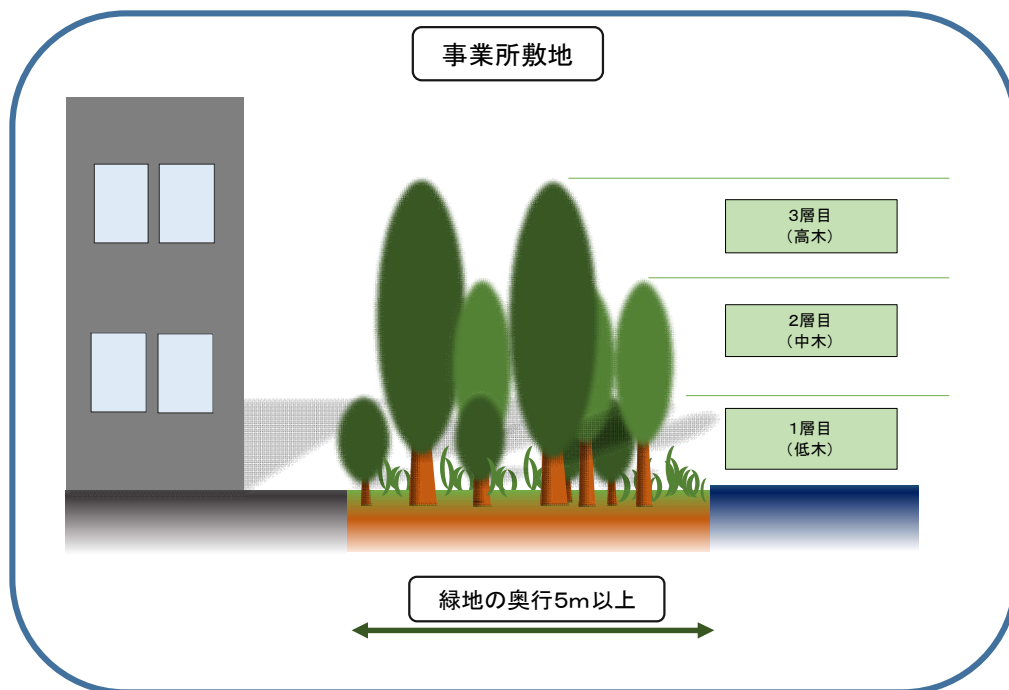 事業所敷地
3層目
（高木）
2層目
（中木）
1層目
（低木）
緑地の奥行5ｍ以上